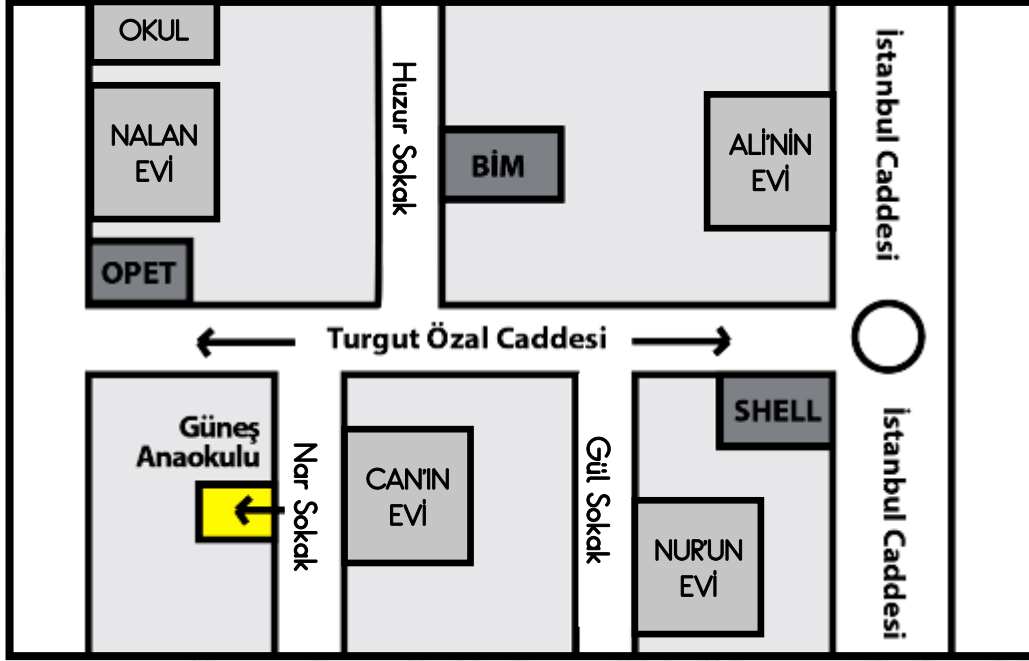 OKUL
NALAN
EVİ
OPET
Huzur Sokak
BİM
ALİ'NİN
EVİ
İstanbul Caddesi
Turgut Özal Caddesi
Güneş
Anaokulu
Nar Sokak
CAN'IN
EVİ
Gül Sokak
SHELL
NUR'UN
EVİ
İstanbul Caddesi